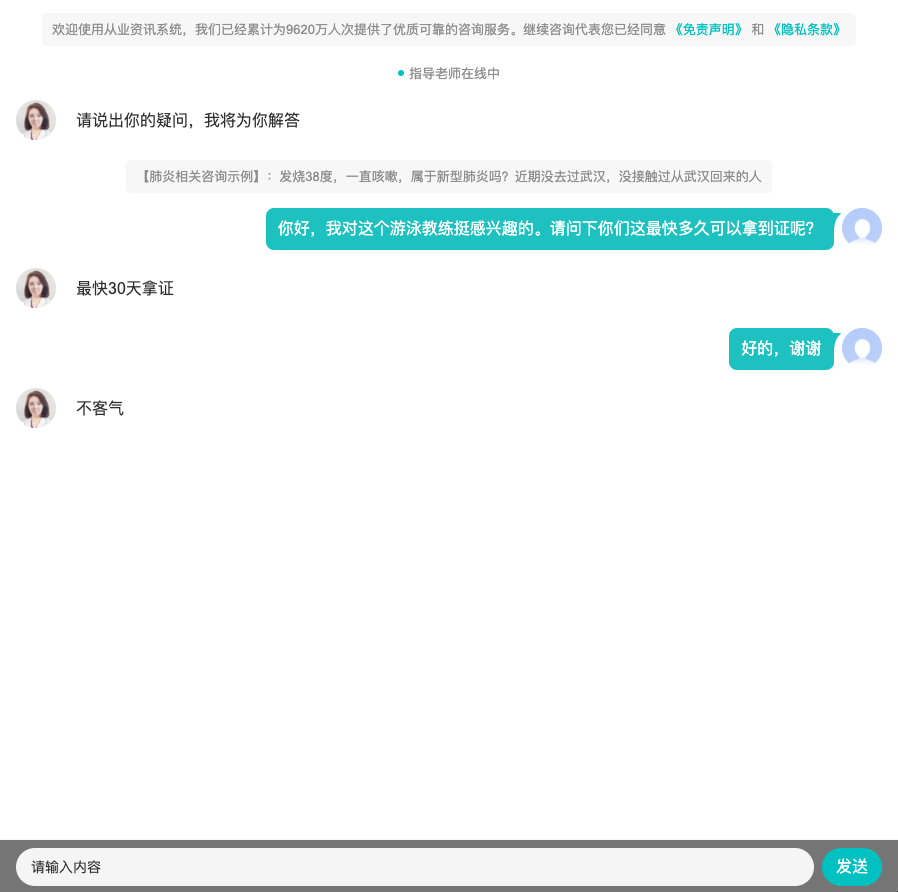 欢迎使用从业资讯系统，我们已经累计为9620万人次提供了优质可靠的咨询服务。继续咨询代表您已经同意《免责声明》 和《隐私条款》
指导老师在线中
请说出你的疑问，我将为你解答
【肺炎相关咨询示例】：发烧38度，一直咳嗽，属于新型肺炎吗？近期没去过武汉，没接触过从武汉回来的人
你好，我对这个游泳教练挺感兴趣的。请问下你们这最快多久可以拿到证呢？
最快30天拿证
好的，谢谢
不客气
请输入内容
发送